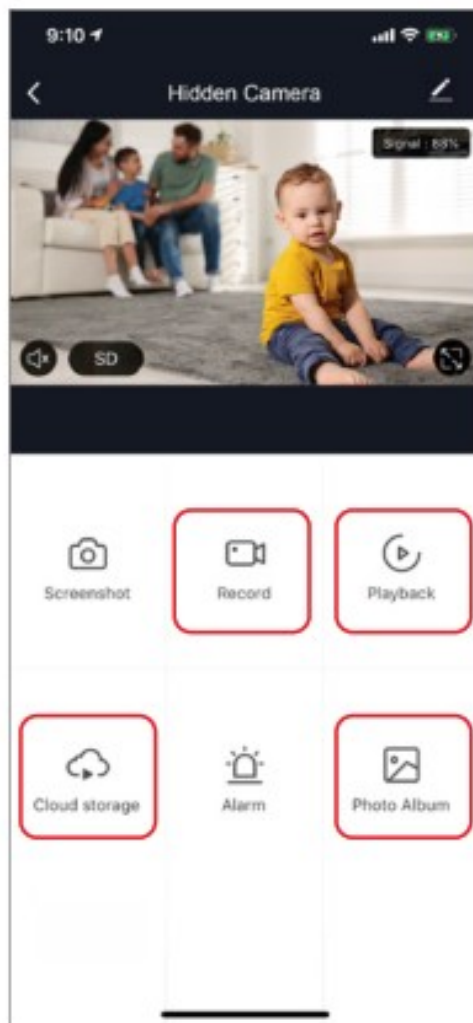 9:10
Hidden Camera
Signal : 68%
SD
Screenshot
Record
Playback
Cloud storage
Alarm
Photo Album